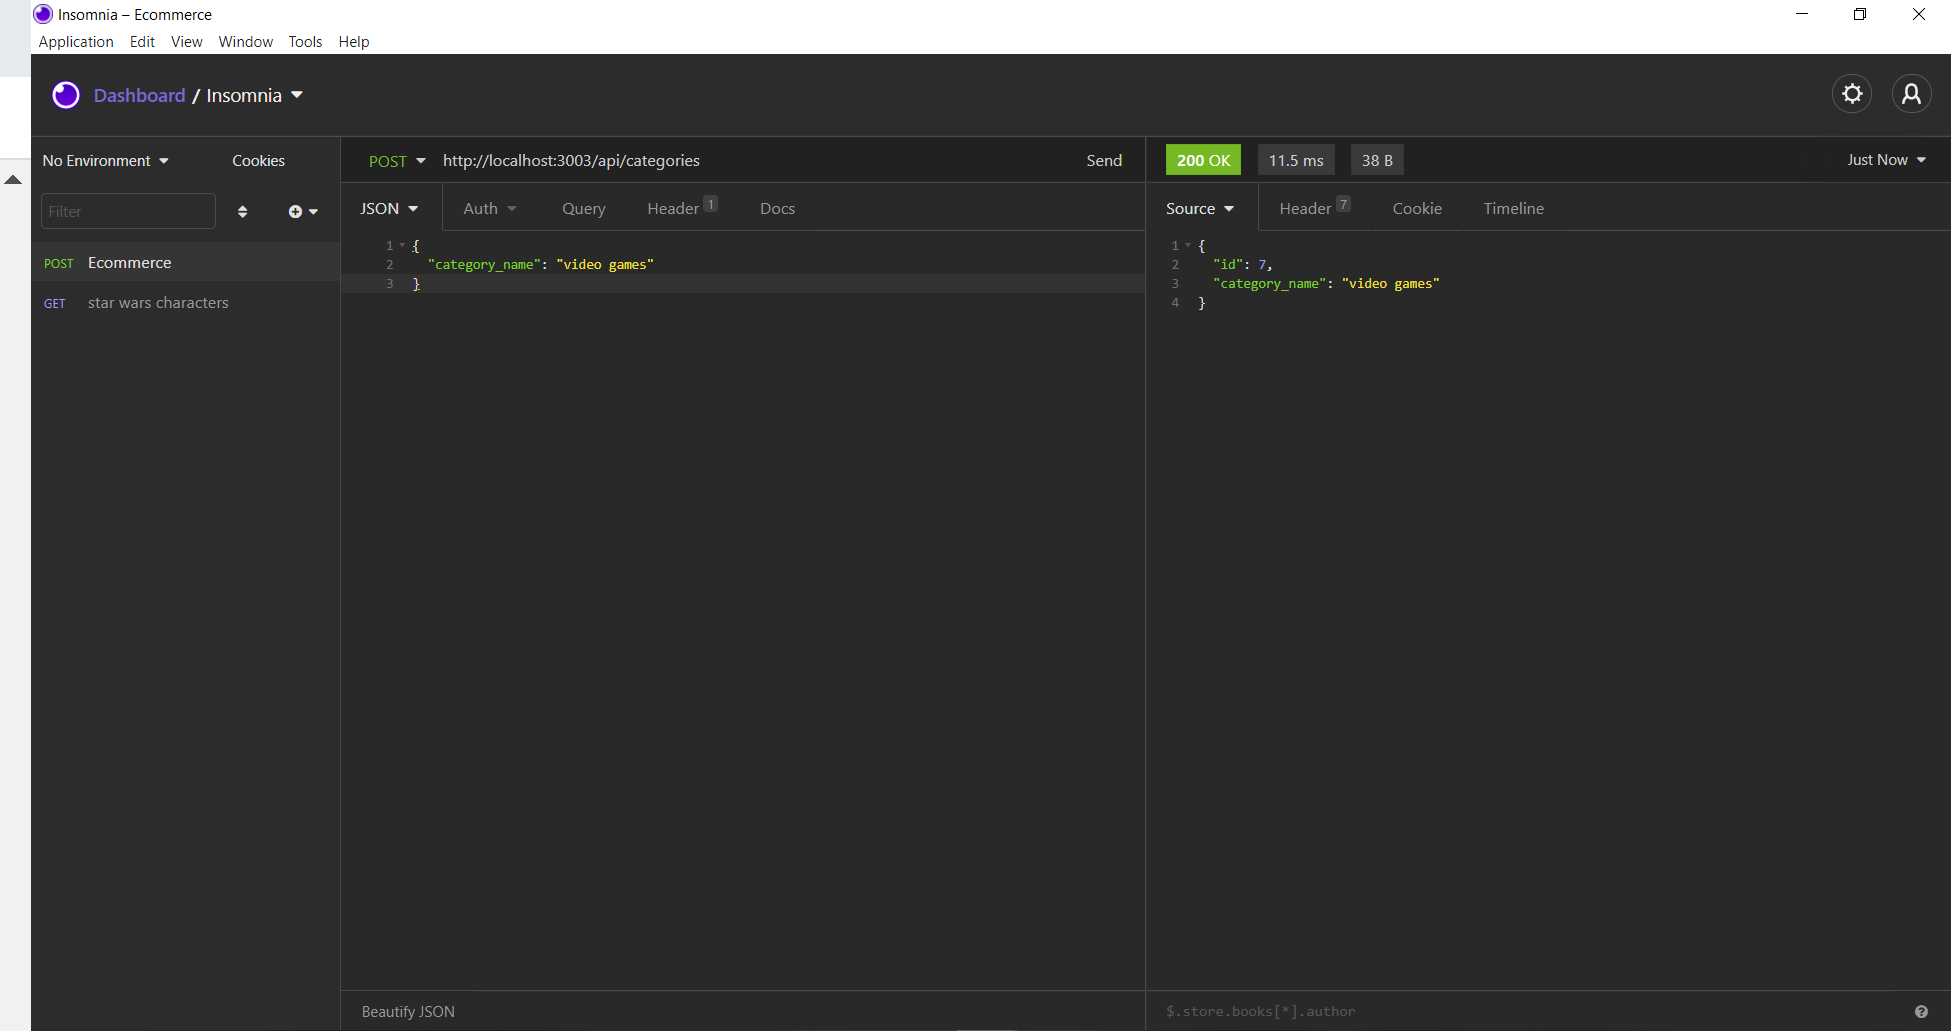 Insomnia – Ecommerce
Application Edit View Window Tools Help
Dashboard / Insomnia
No Environment Cookies
Filter
POST Ecommerce
GET star wars characters
POST http://localhost:3003/api/categories Send
JSON Auth Query Header 1 Docs
1 {
2 "category_name": "video games"
3 }
Beautify JSON
200 OK 11.5 ms 38 B Just Now
Source Header 7 Cookie Timeline
1 {
2 "id": 7,
3 "category_name": "video games"
4 }
$.store.books[*].author